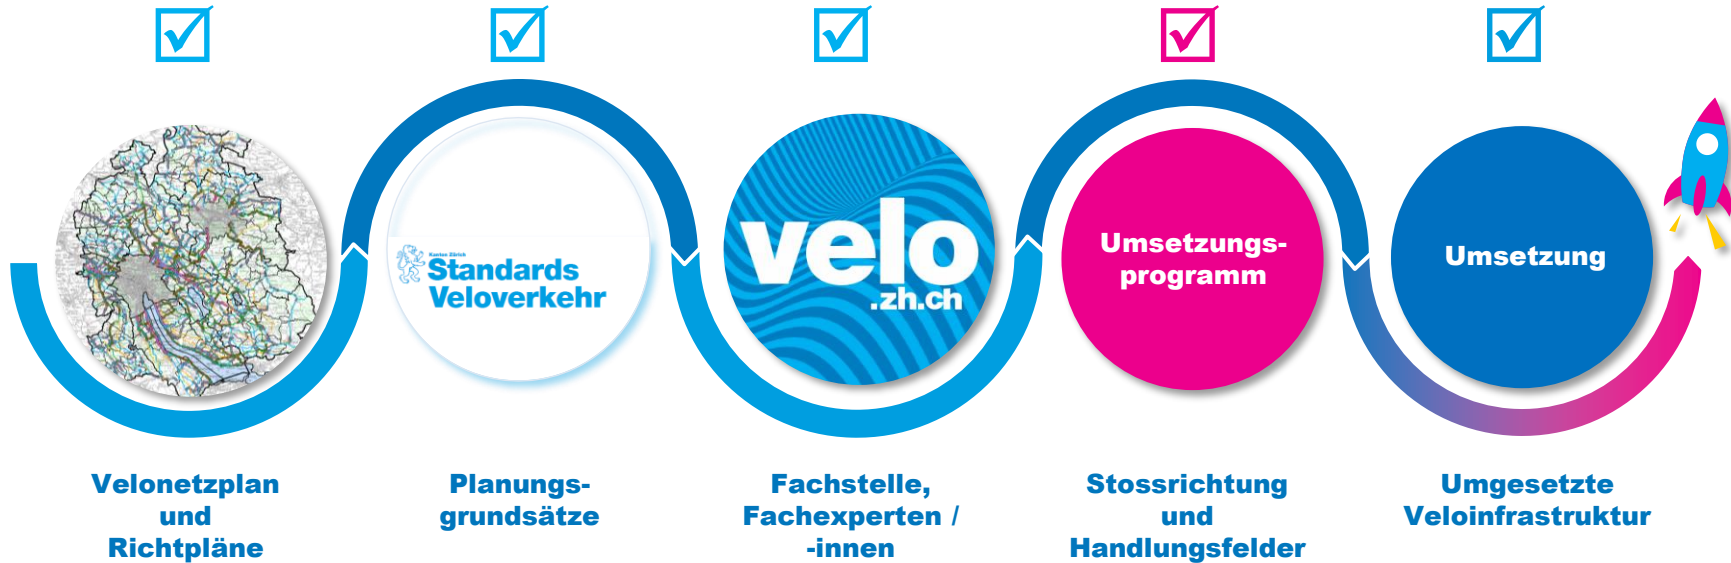 Kanton Zürich
Standards
Veloverkehr
velo
.zh.ch
Umsetzungs-
programm
Umsetzung
Velonetzplan
und
Richtpläne
Planungs-
grundsätze
Fachstelle,
Fachexperten /
-innen
Stossrichtung
und
Handlungsfelder
Umgesetzte
Veloinfrastruktur